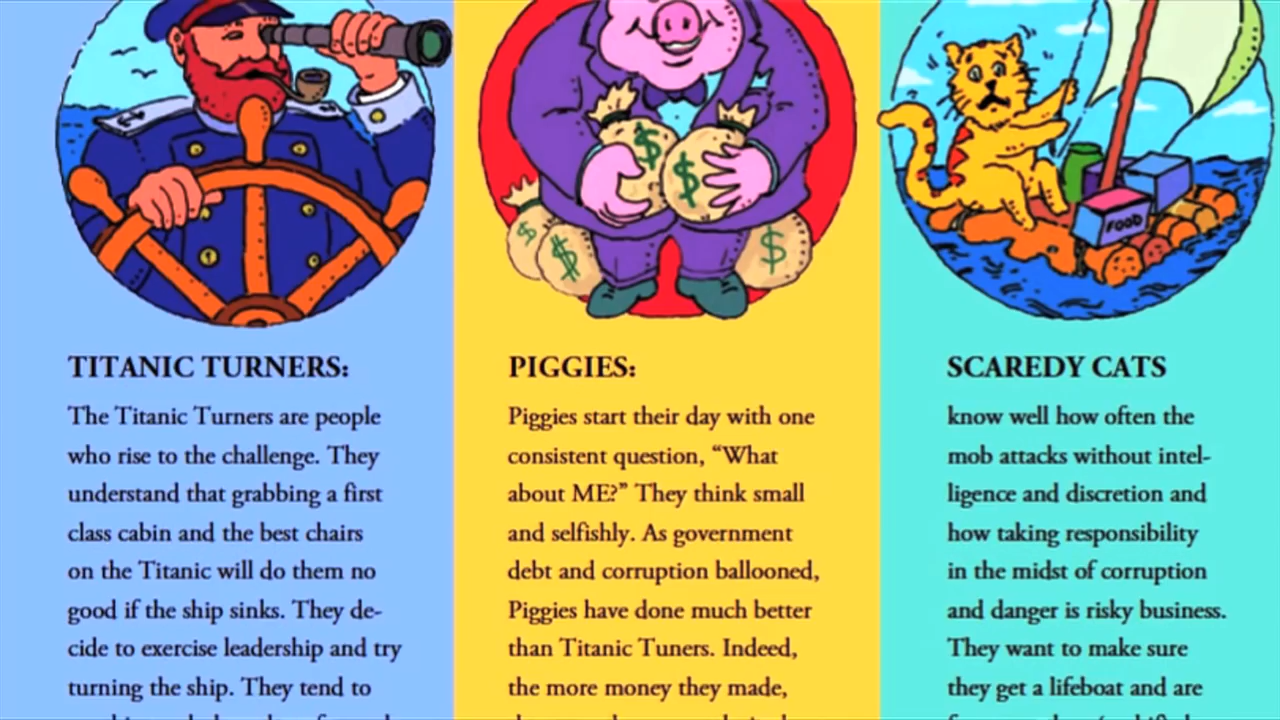 $
$
$
$
$
FOOD
TITANIC TURNERS:
The Titanic Turners are people
who rise to the challenge. They
understand that grabbing a first
class cabin and the best chairs
on the Titanic will do them no
good if the ship sinks. They de-
cide to exercise leadership and try
turning the ship. They tend to
PIGGIES:
Piggies start their day with one
consistent question, “What
about ME?” They think small
and selfishly. As government
debt and corruption ballooned,
Piggies have done much better
than Titanic Tuners. Indeed,
the more money they made,
SCAREDY CATS
know well how often the
mob attacks without intel-
ligence and discretion and
how taking responsibility
in the midst of corruption
and danger is risky business.
They want to make sure
they get a lifeboat and are